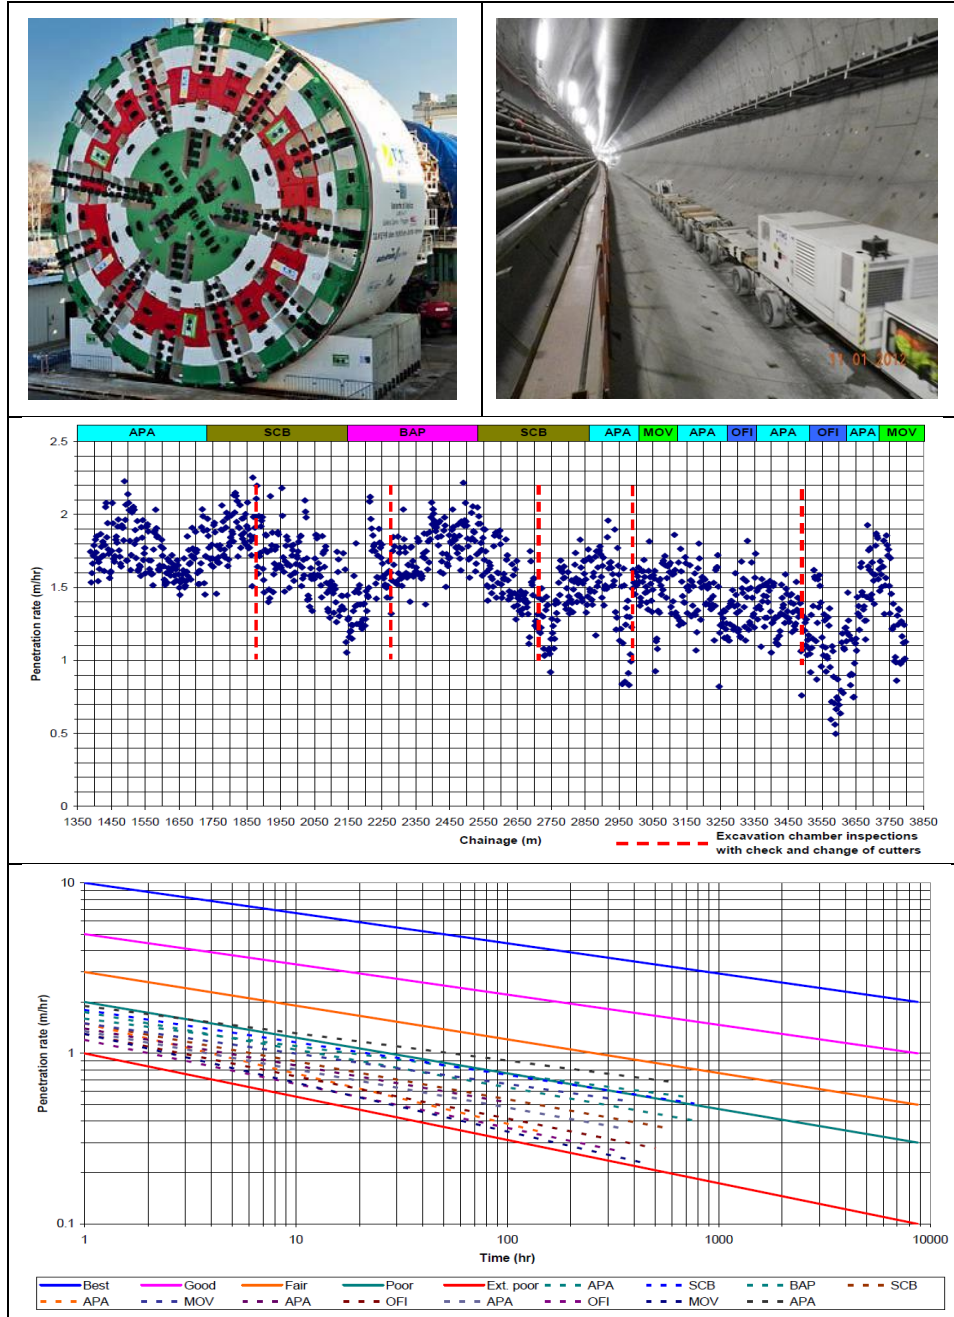 11 01 2012
APA SCB BAP SCB APA MOV APA OFI APA OFI APA MOV
2.5
2
1.5
1
0.5
0
Penetration rate (m/hr)
1350 1450 1550 1650 1750 1850 1950 2050 2150 2250 2350 2450 2550 2650 2750 2850 2950 3050 3150 3250 3350 3450 3550 3650 3750 3850
Chainage (m)
Excavation chamber inspections
with check and change of cutters
10
1
0.1
Penetration rate (m/hr)
1 10 100 1000 10000
Time (hr)
Best Good Fair Poor Ext. poor APA SCB BAP SCB
APA MOV APA OFI APA OFI MOV APA